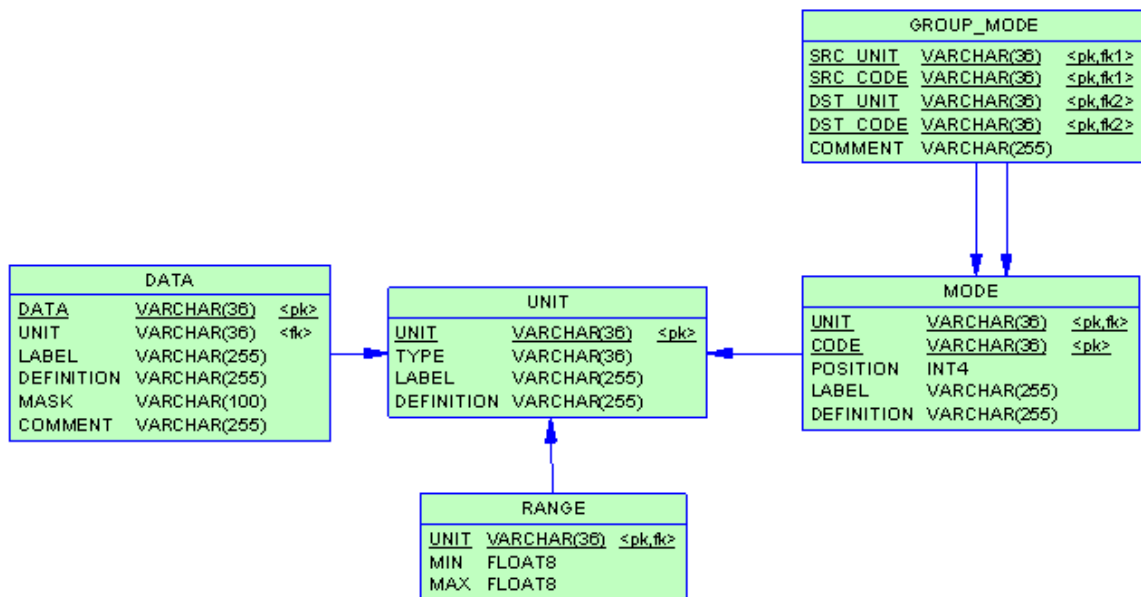 GROUP_MODE
SRC_UNIT VARCHAR(36) <pk,fk1>
SRC_CODE VARCHAR(36) <pk,fk1>
DST_UNIT VARCHAR(36) <pk,fk2>
DST_CODE VARCHAR(36) <pk,fk2>
COMMENT VARCHAR(255)
DATA
DATA VARCHAR(36) <pk>
UNIT VARCHAR(36) <fk>
LABEL VARCHAR(255)
DEFINITION VARCHAR(255)
MASK VARCHAR(100)
COMMENT VARCHAR(255)
UNIT
UNIT VARCHAR(36) <pk>
TYPE VARCHAR(36)
LABEL VARCHAR(255)
DEFINITION VARCHAR(255)
MODE
UNIT VARCHAR(36) <pk,fk>
CODE VARCHAR(36) <pk>
POSITION INT4
LABEL VARCHAR(255)
DEFINITION VARCHAR(255)
RANGE
UNIT VARCHAR(36) <pk,fk>
MIN FLOAT8
MAX FLOAT8